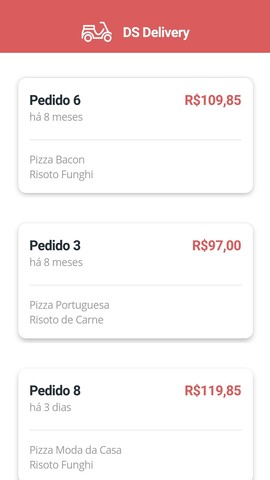 DS Delivery
Pedido 6 R$109,85
há 8 meses
Pizza Bacon
Risoto Funghi
Pedido 3 R$97,00
há 8 meses
Pizza Portuguesa
Risoto de Carne
Pedido 8 R$119,85
há 3 dias
Pizza Moda da Casa
Risoto Funghi